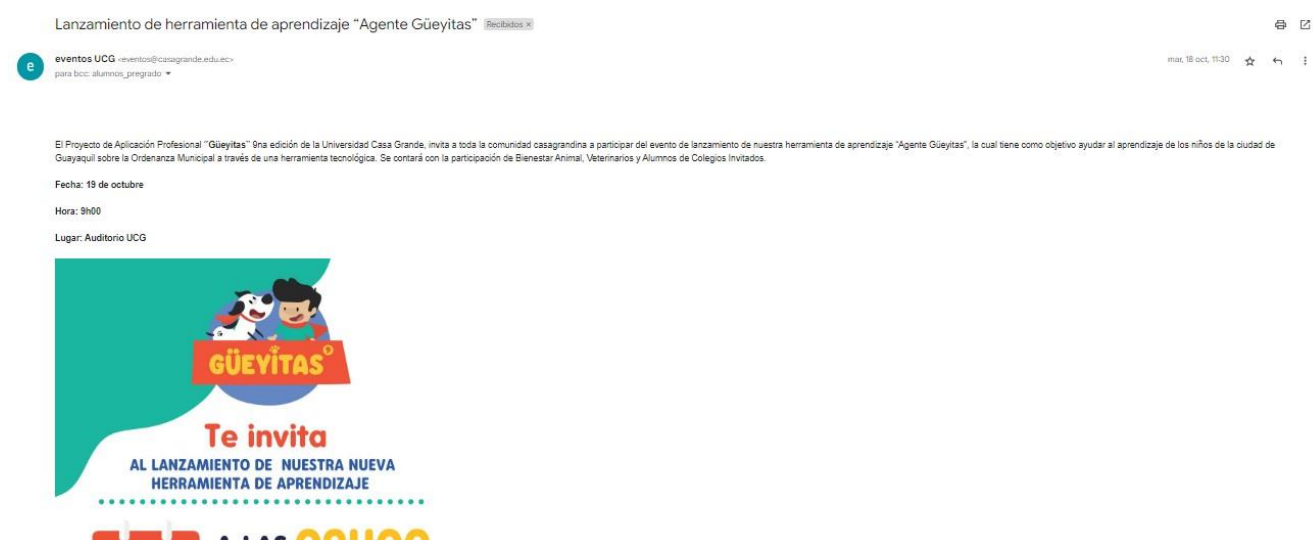 Lanzamiento de herramienta de aprendizaje “Agente Güeyitas” Recibidos ×
e
eventos UCG <eventos@casagrande.edu.ec>
mar, 18 oct, 11:30
para bcc: alumnos_pregrado
El Proyecto de Aplicación Profesional "Güeyitas" 9na edición de la Universidad Casa Grande, invita a toda la comunidad casagrandina a participar del evento de lanzamiento de nuestra herramienta de aprendizaje "Agente Güeyitas", la cual tiene como objetivo ayudar al aprendizaje de los niños de la ciudad de
Guayaquil sobre la Ordenanza Municipal a través de una herramienta tecnológica. Se contará con la participación de Bienestar Animal, Veterinarios y Alumnos de Colegios Invitados.
Fecha: 19 de octubre
Hora: 9h00
Lugar: Auditorio UCG
GÜEYITAS
Te invita
AL LANZAMIENTO DE NUESTRA NUEVA
HERRAMIENTA DE APRENDIZAJE
A LAS